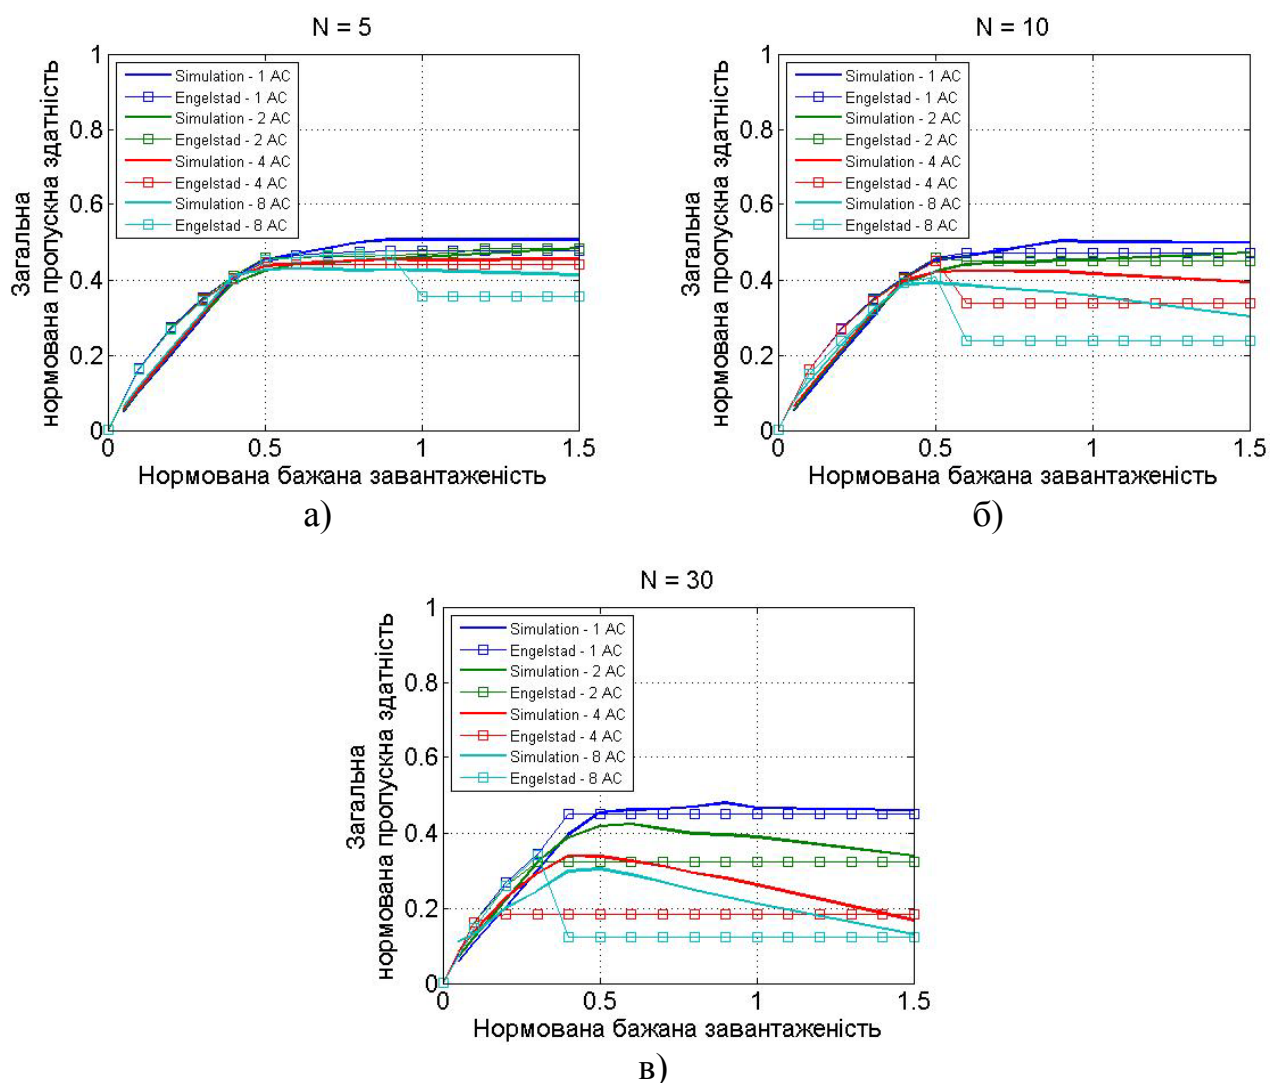 N = 5
1
0.8
0.6
0.4
0.2
0
0
0.5
1
1.5
Simulation - 1 AC
Engelstad - 1 AC
Simulation - 2 AC
Engelstad - 2 AC
Simulation - 4 AC
Engelstad - 4 AC
Simulation - 8 AC
Engelstad - 8 AC
Загальна
нормована пропускна здатність
Нормована бажана завантаженість
а)
N = 10
1
0.8
0.6
0.4
0.2
0
0
0.5
1
1.5
Simulation - 1 AC
Engelstad - 1 AC
Simulation - 2 AC
Engelstad - 2 AC
Simulation - 4 AC
Engelstad - 4 AC
Simulation - 8 AC
Engelstad - 8 AC
Загальна
нормована пропускна здатність
Нормована бажана завантаженість
б)
N = 30
1
0.8
0.6
0.4
0.2
0
0
0.5
1
1.5
Simulation - 1 AC
Engelstad - 1 AC
Simulation - 2 AC
Engelstad - 2 AC
Simulation - 4 AC
Engelstad - 4 AC
Simulation - 8 AC
Engelstad - 8 AC
Загальна
нормована пропускна здатність
Нормована бажана завантаженість
в)